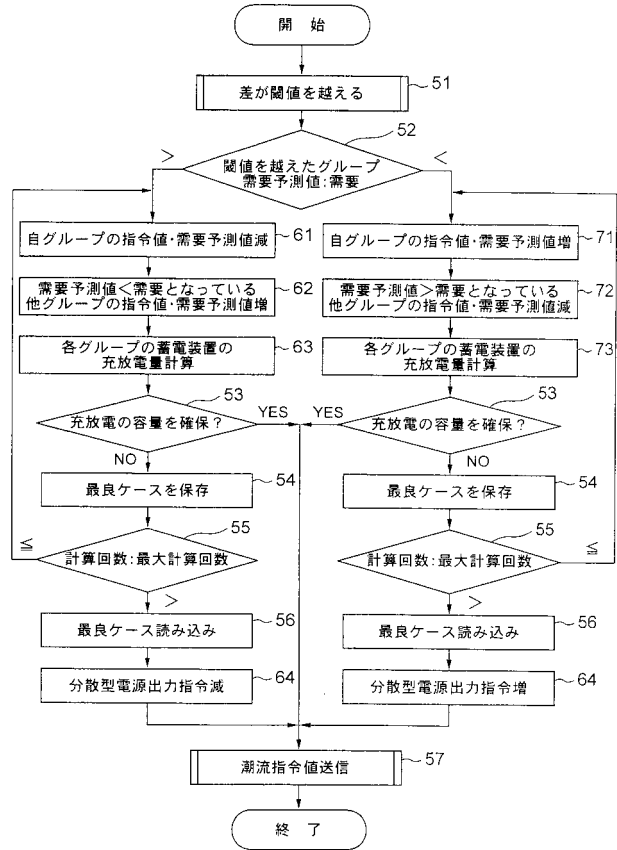 開 始
差が閾値を越える
51
52
閾値を越えたグループ
需要予測値:需要
>
<
自グループの指令値・需要予測値減
61
需要予測値<需要となっている
他グループの指令値・需要予測値増
62
各グループの蓄電装置の
充放電量計算
63
充放電の容量を確保?
53
YES
NO
最良ケースを保存
54
計算回数:最大計算回数
55
≦
>
最良ケース読み込み
56
分散型電源出力指令減
64
自グループの指令値・需要予測値増
71
需要予測値>需要となっている
他グループの指令値・需要予測値減
72
各グループの蓄電装置の
充放電量計算
73
充放電の容量を確保?
53
YES
NO
最良ケースを保存
54
計算回数:最大計算回数
55
≦
>
最良ケース読み込み
56
分散型電源出力指令増
64
潮流指令値送信
57
終 了